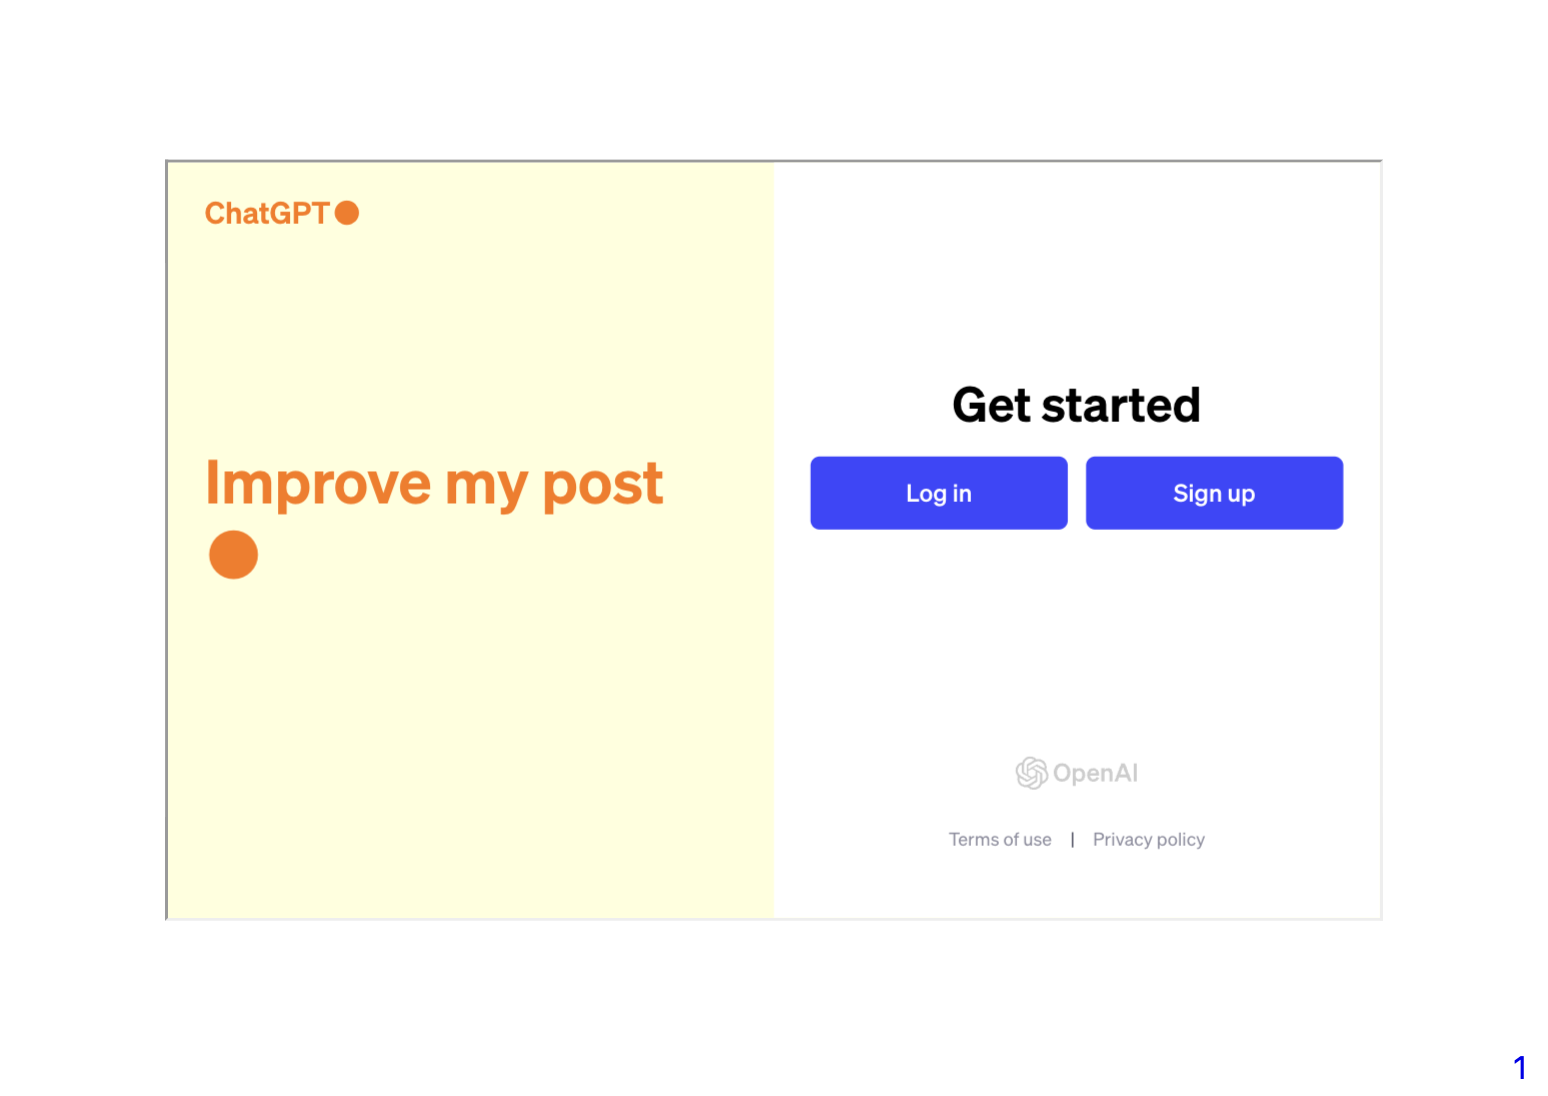 ChatGPT
Improve my post
Get started
Log in
Sign up
OpenAI
Terms of use | Privacy policy
1